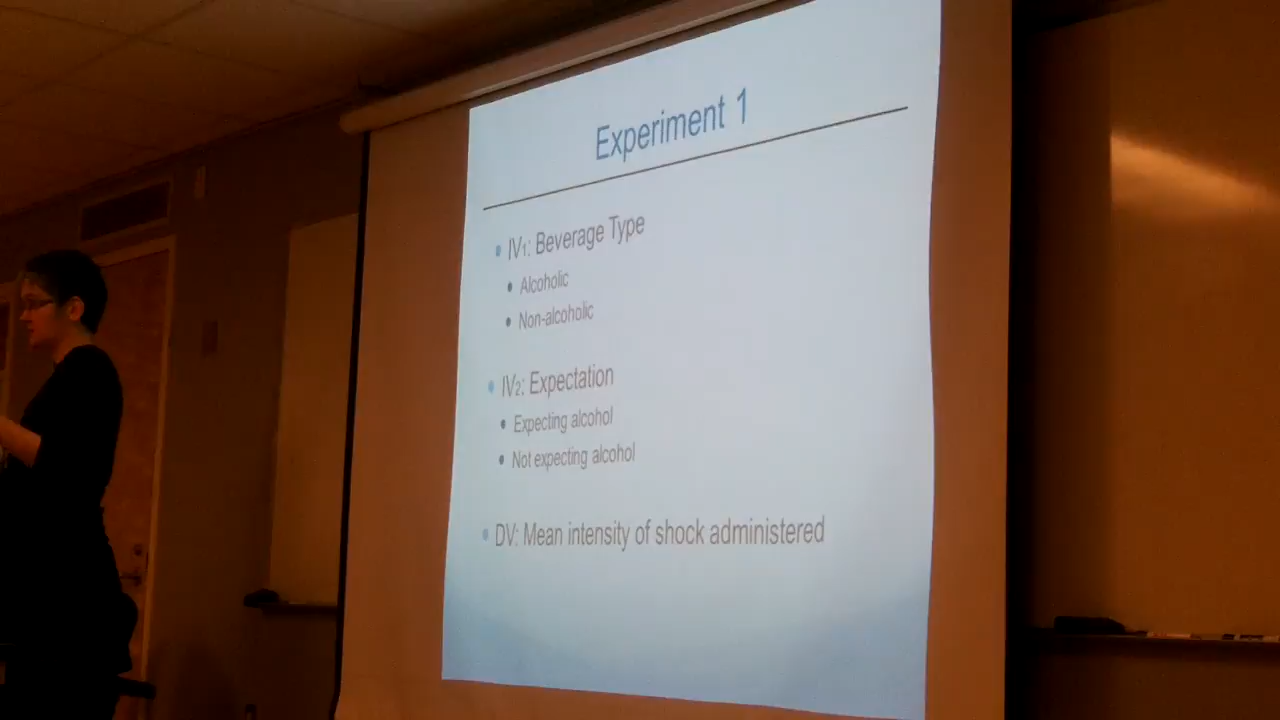 Experiment 1
• IV1: Beverage Type
• Alcoholic
• Non-alcoholic
• IV2: Expectation
• Expecting alcohol
• Not expecting alcohol
• DV: Mean intensity of shock administered